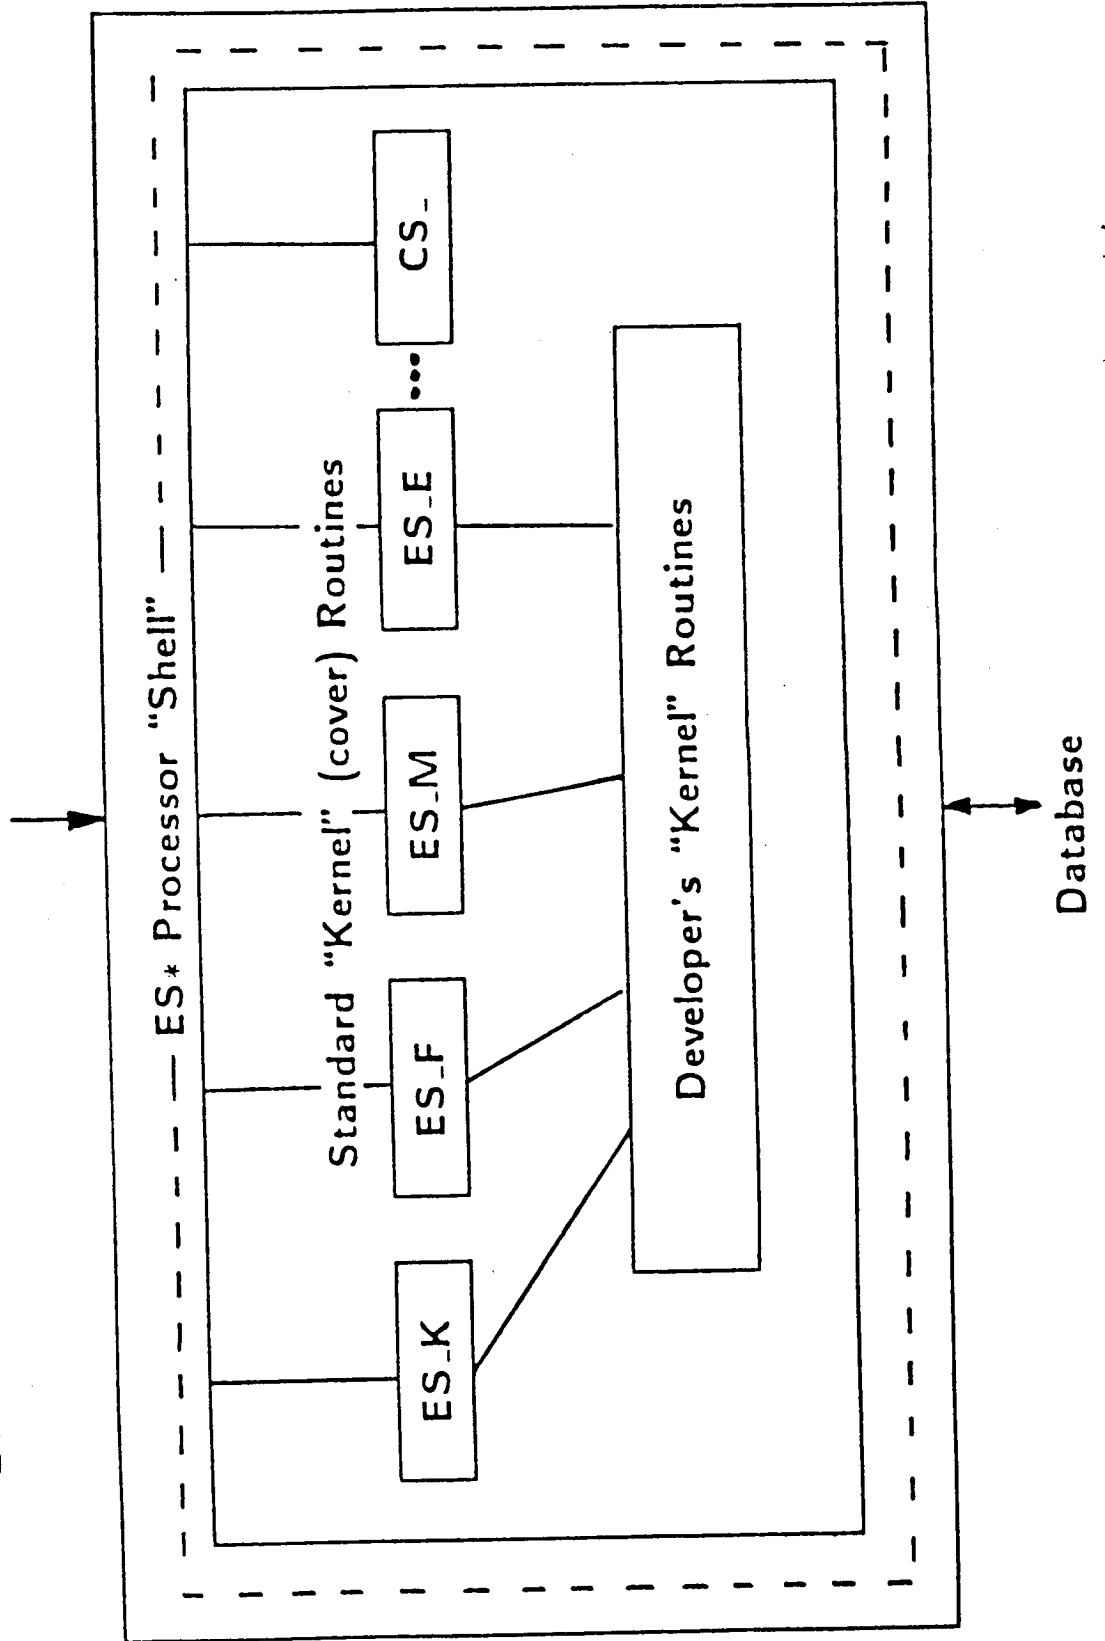 ES* Processor “Shell”
Standard “Kernel” (cover) Routines
ES_K
ES_F
ES_M
ES_E
•••
CS_
Developer's “Kernel” Routines
Database